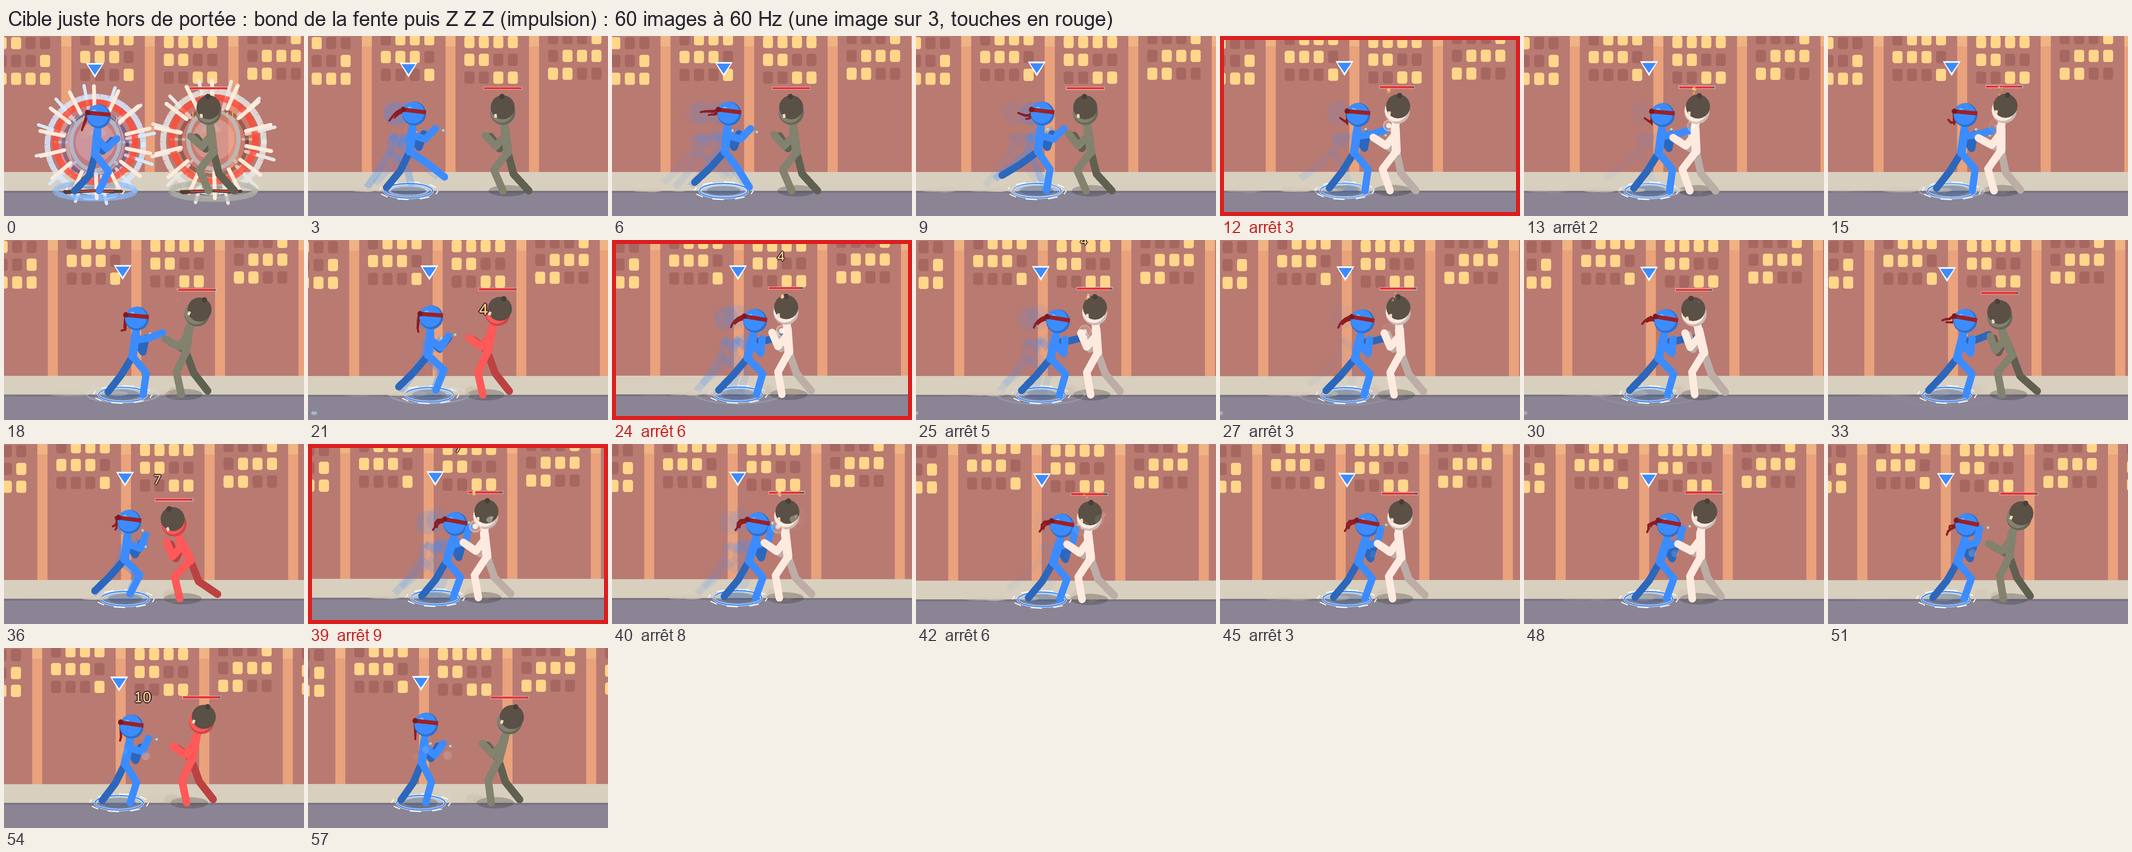 Cible juste hors de portée : bond de la fente puis Z Z Z (impulsion) : 60 images à 60 Hz (une image sur 3, touches en rouge)
0
3
6
9
12 arrêt 3
13 arrêt 2
15
4
4
4
18
21
24 arrêt 6
25 arrêt 5
27 arrêt 3
30
33
7
36
39 arrêt 9
40 arrêt 8
42 arrêt 6
45 arrêt 3
48
51
10
54
57